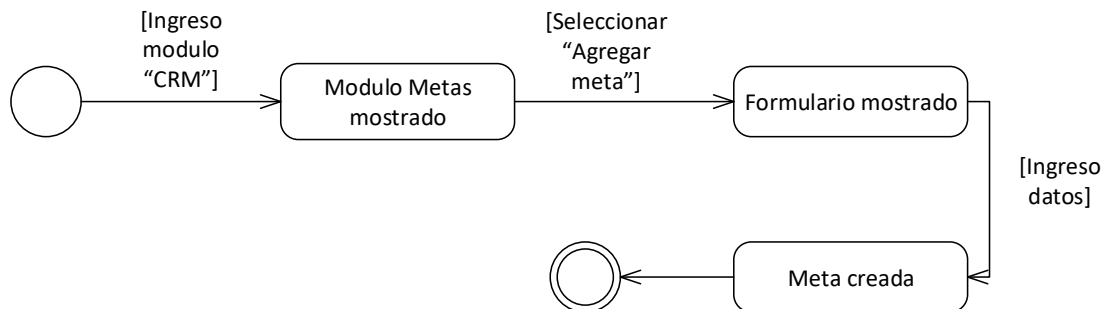 [Ingreso
modulo
“CRM”]
Modulo Metas
mostrado
[Seleccionar
“Agregar
meta”]
Formulario mostrado
[Ingreso
datos]
Meta creada